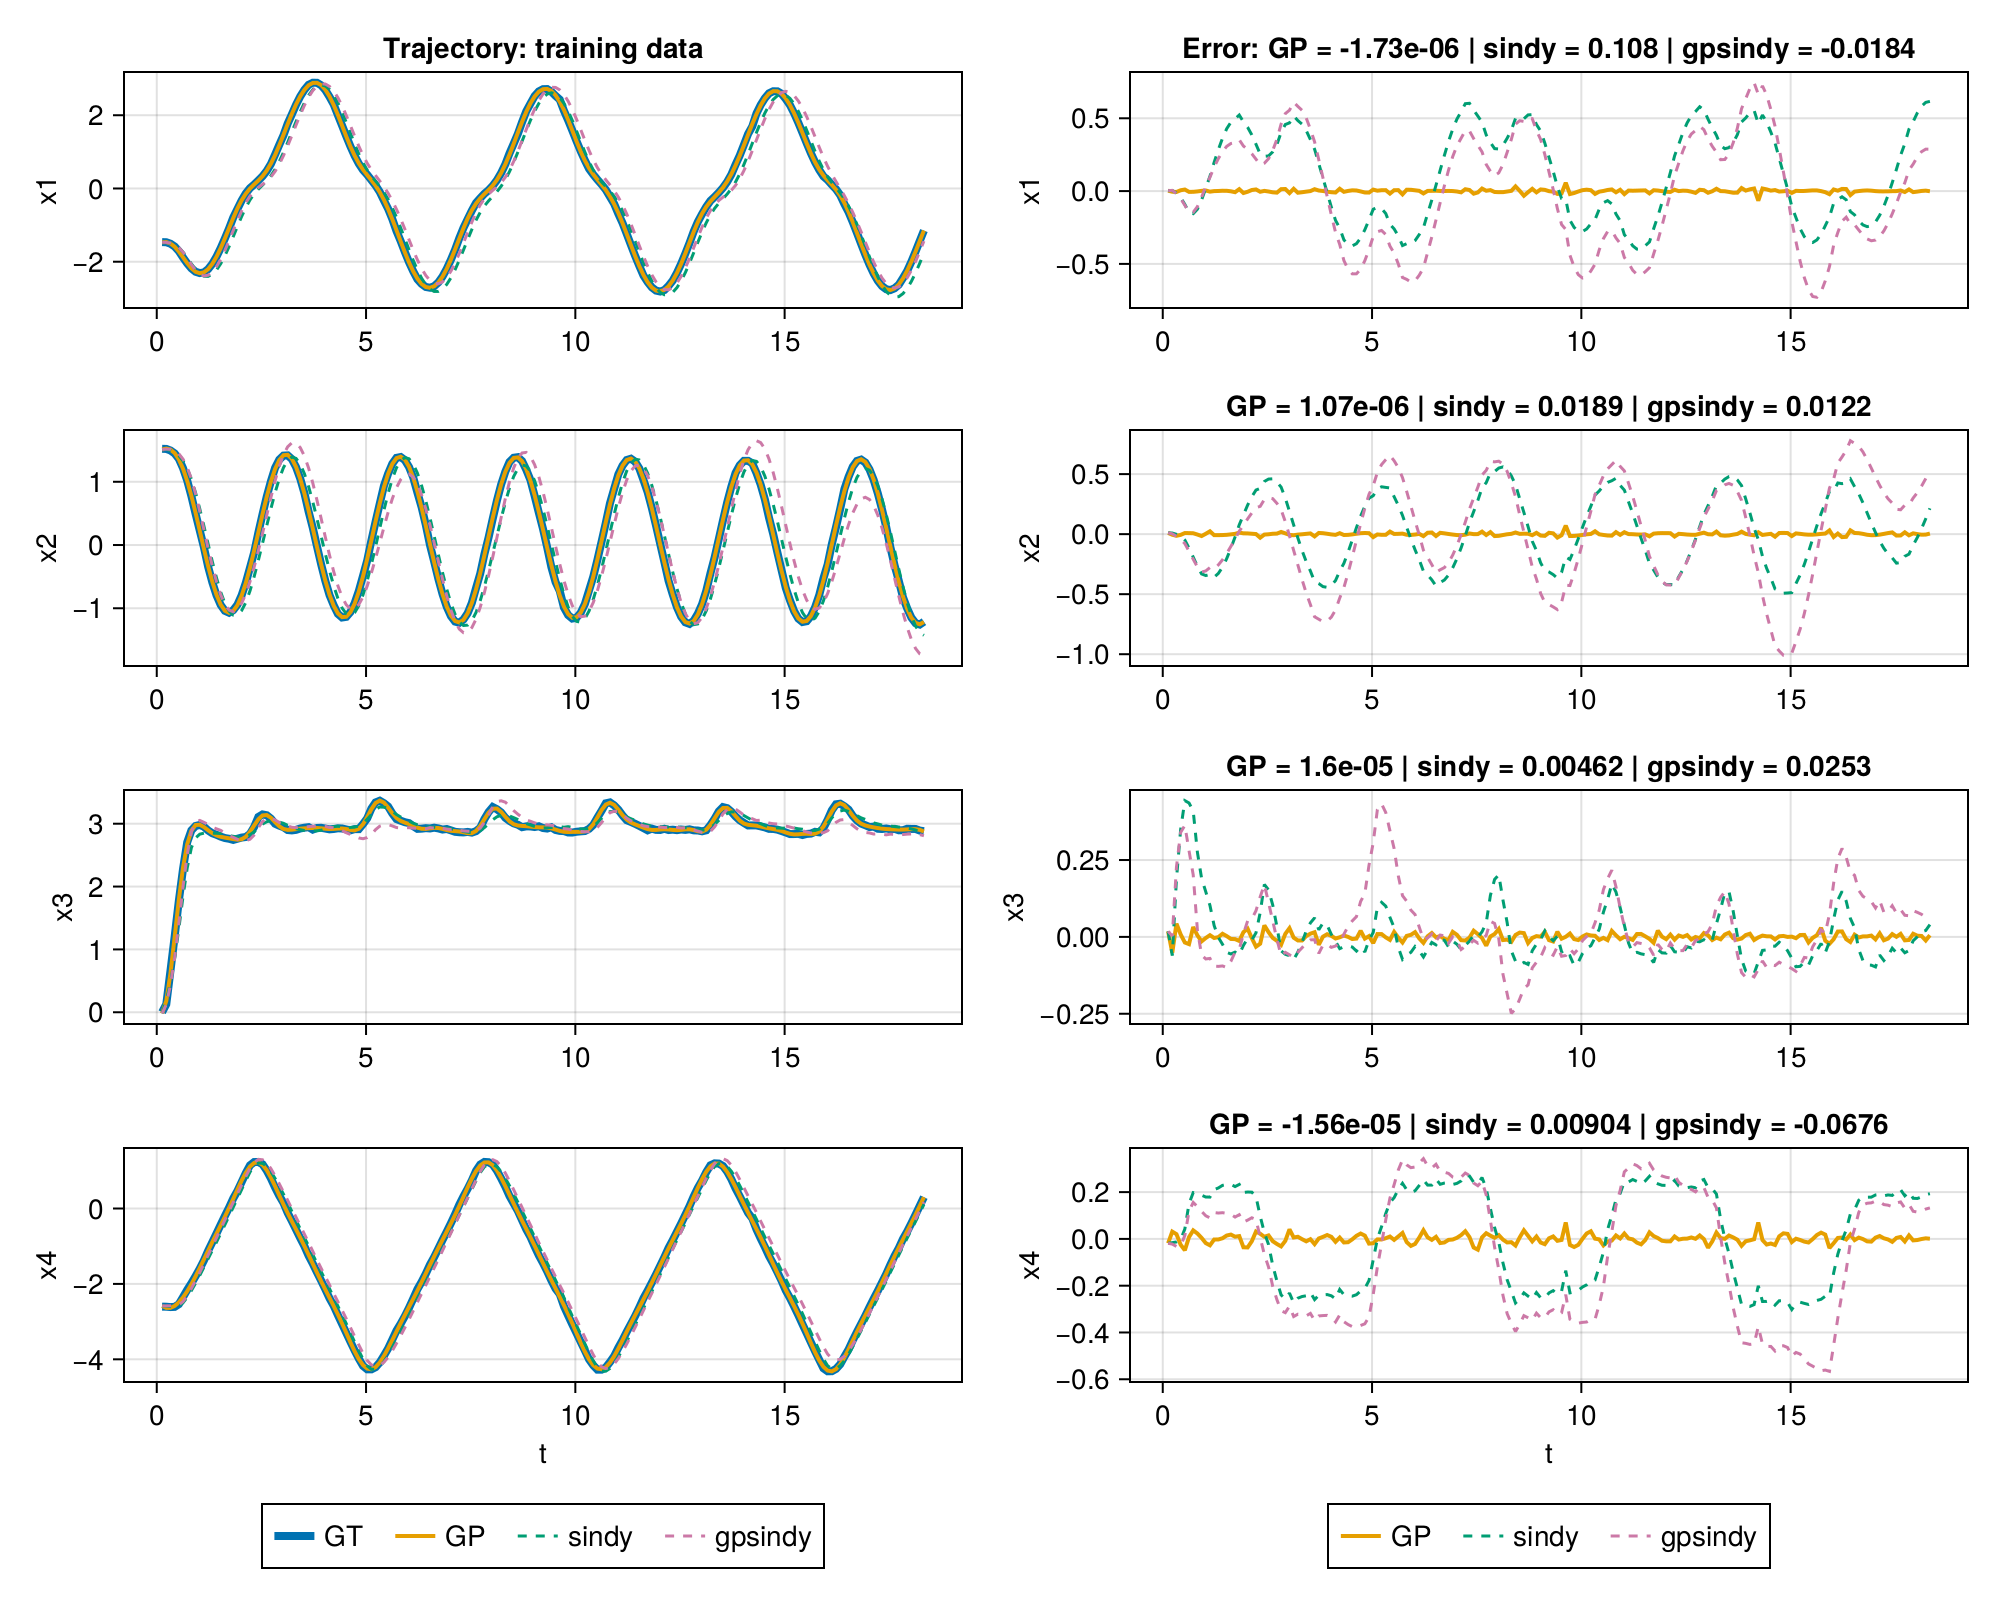 Trajectory: training data
x1
2
0
−2
0 5 10 15
Error: GP = -1.73e-06 | sindy = 0.108 | gpsindy = -0.0184
x1
0.5
0.0
−0.5
0 5 10 15
x2
1
0
−1
0 5 10 15
GP = 1.07e-06 | sindy = 0.0189 | gpsindy = 0.0122
x2
0.5
0.0
−0.5
−1.0
0 5 10 15
x3
3
2
1
0
0 5 10 15
GP = 1.6e-05 | sindy = 0.00462 | gpsindy = 0.0253
x3
0.25
0.00
−0.25
0 5 10 15
x4
0
−2
−4
0 5 10 15
t
GP = -1.56e-05 | sindy = 0.00904 | gpsindy = -0.0676
x4
0.2
0.0
−0.2
−0.4
−0.6
0 5 10 15
t
GT GP sindy gpsindy
GP sindy gpsindy